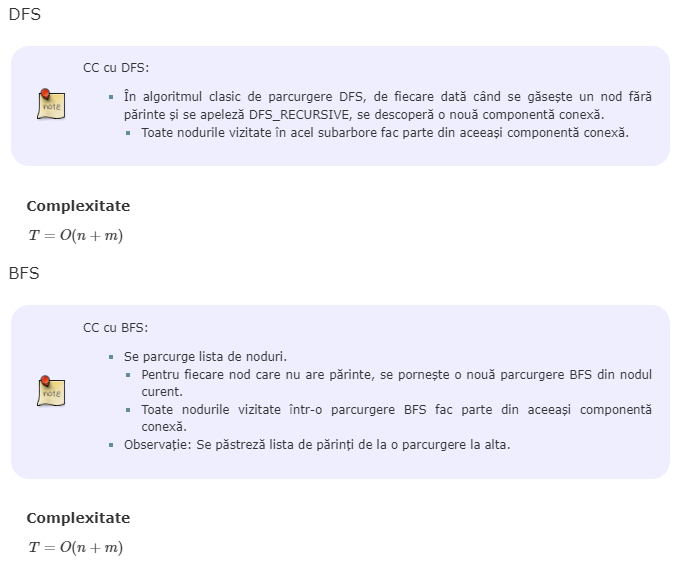 DFS
CC cu DFS:
În algoritmul clasic de parcurgere DFS, de fiecare dată când se găsește un nod fără
părinte și se apeleză DFS_RECURSIVE, se descoperă o nouă componentă conexă.
Toate nodurile vizitate în acel subarbore fac parte din aceeași componentă conexă.
note
Complexitate
T = O(n + m)
BFS
CC cu BFS:
Se parcurge lista de noduri.
Pentru fiecare nod care nu are părinte, se pornește o nouă parcurgere BFS din nodul
curent.
Toate nodurile vizitate într-o parcurgere BFS fac parte din aceeași componentă
conexă.
Observație: Se păstreză lista de părinți de la o parcurgere la alta.
note
Complexitate
T = O(n + m)